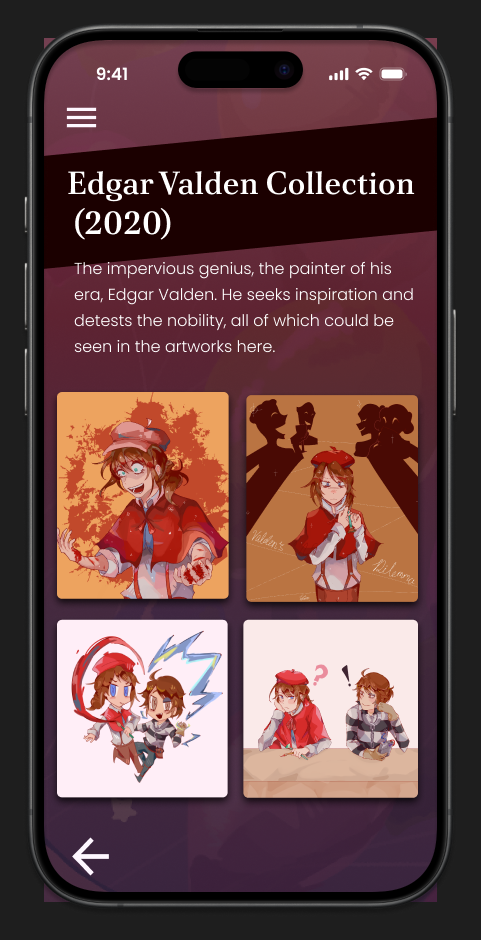 9:41
Edgar Valden Collection
(2020)
The impervious genius, the painter of his
era, Edgar Valden. He seeks inspiration and
detests the nobility, all of which could be
seen in the artworks here.
Valden's
Dilemma
?
!